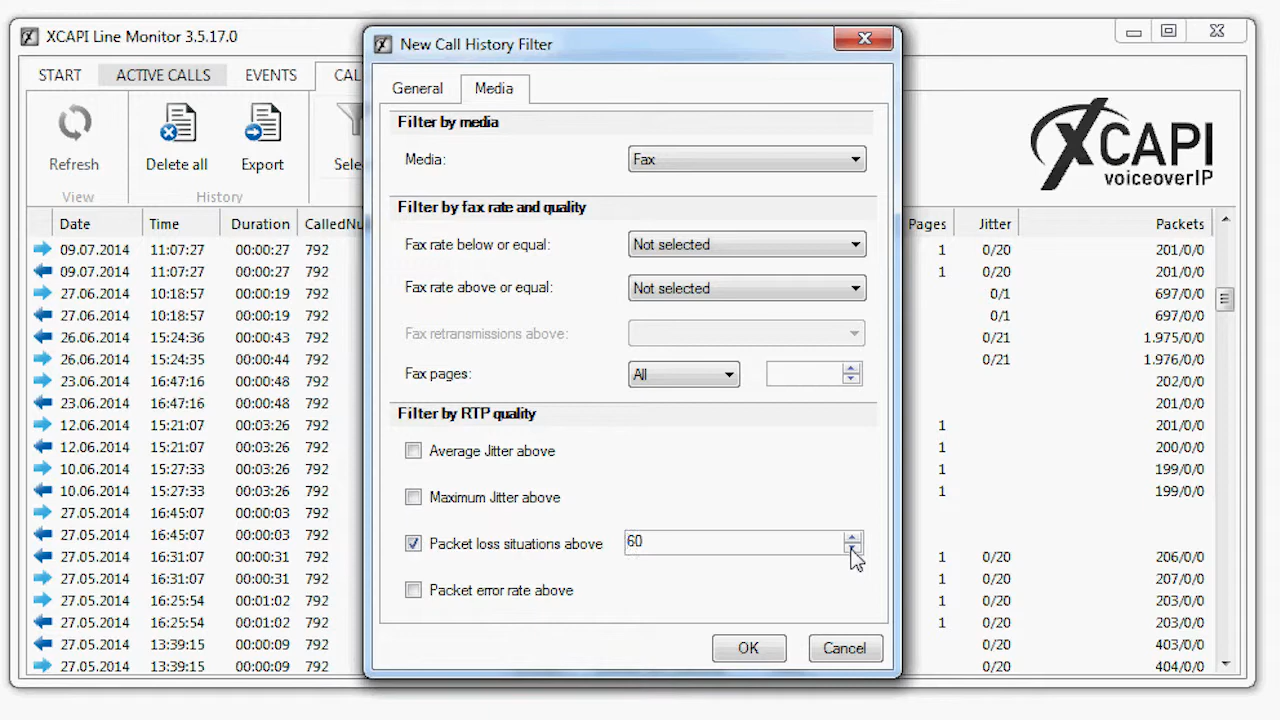 XCAPI Line Monitor 3.5.17.0
START ACTIVE CALLS EVENTS CAL
Refresh Delete all Export Sele
View History
XCAPI
voiceoverIP
Date Time Duration CalledNu Pages Jitter Packets
09.07.2014 11:07:27 00:00:27 792 1 0/20 201/0/0
09.07.2014 11:07:27 00:00:27 792 1 0/20 201/0/0
27.06.2014 10:18:57 00:00:19 792 0/1 697/0/0
27.06.2014 10:18:57 00:00:19 792 0/1 697/0/0
26.06.2014 15:24:36 00:00:43 792 0/21 1.975/0/0
26.06.2014 15:24:35 00:00:44 792 0/21 1.976/0/0
23.06.2014 16:47:16 00:00:48 792 202/0/0
23.06.2014 16:47:16 00:00:48 792 201/0/0
12.06.2014 15:21:07 00:03:26 792 1 201/0/0
12.06.2014 15:21:07 00:03:26 792 1 200/0/0
10.06.2014 15:27:33 00:03:26 792 1 199/0/0
10.06.2014 15:27:33 00:03:26 792 1 199/0/0
27.05.2014 16:45:07 00:00:03 792
27.05.2014 16:45:07 00:00:03 792
27.05.2014 16:31:07 00:00:31 792 1 0/20 206/0/0
27.05.2014 16:31:07 00:00:31 792 1 0/20 207/0/0
27.05.2014 16:25:54 00:01:02 792 1 0/20 203/0/0
27.05.2014 16:25:54 00:01:02 792 1 0/20 203/0/0
27.05.2014 13:39:15 00:00:09 792 0/20 403/0/0
27.05.2014 13:39:15 00:00:09 792 0/20 404/0/0
New Call History Filter
General Media
Filter by media
Media: Fax
Filter by fax rate and quality
Fax rate below or equal: Not selected
Fax rate above or equal: Not selected
Fax retransmissions above:
Fax pages: All
Filter by RTP quality
Average Jitter above
Maximum Jitter above
Packet loss situations above 60
Packet error rate above
OK Cancel